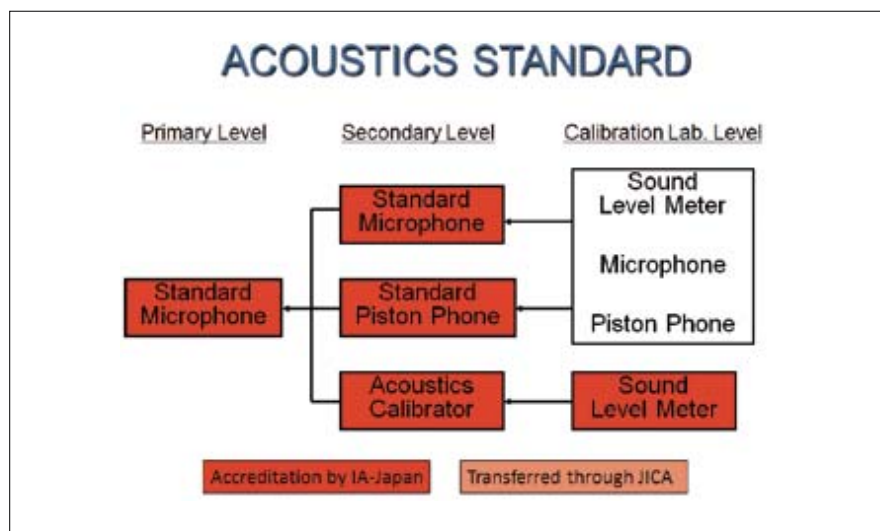 ACOUSTICS STANDARD
Primary Level
Secondary Level
Calibration Lab. Level
Standard
Microphone
Standard
Microphone
Standard
Piston Phone
Acoustics
Calibrator
Sound
Level Meter
Microphone
Piston Phone
Sound
Level Meter
Accreditation by IA-Japan
Transferred through JICA